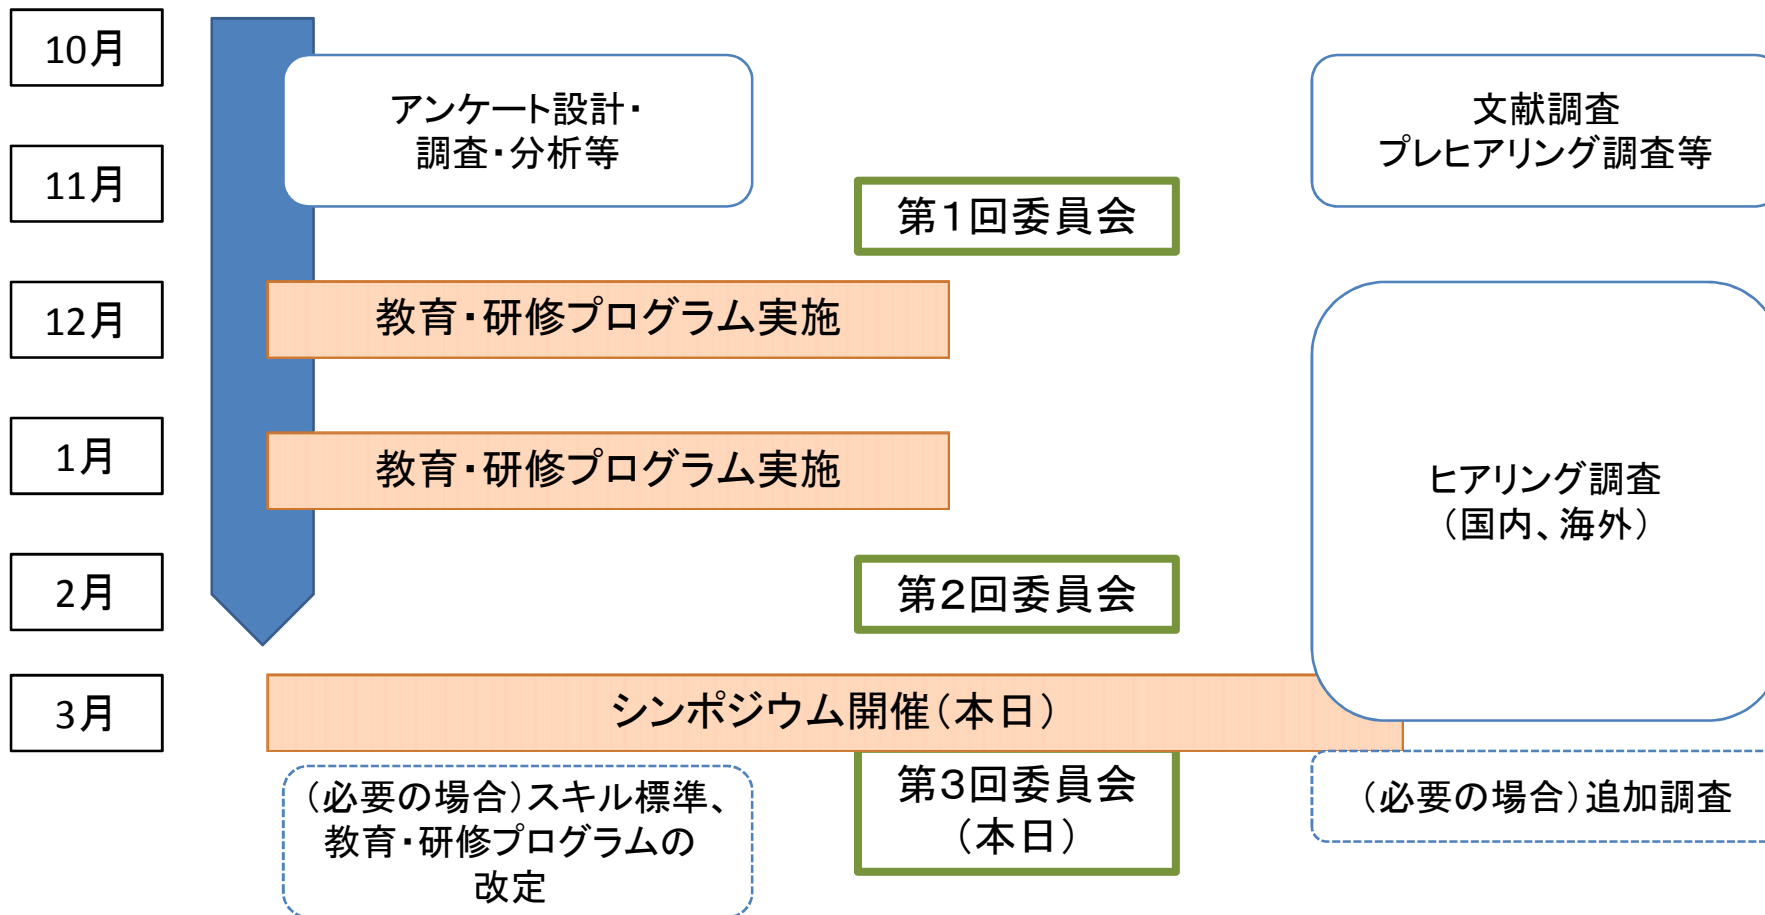 10月
アンケート設計・
調査・分析等
文献調査
プレヒアリング調査等
11月
第1回委員会
12月
教育・研修プログラム実施
1月
教育・研修プログラム実施
ヒアリング調査
（国内、海外）
2月
第2回委員会
3月
シンポジウム開催（本日）
（必要の場合）スキル標準、
教育・研修プログラムの
改定
第3回委員会
（本日）
（必要の場合）追加調査